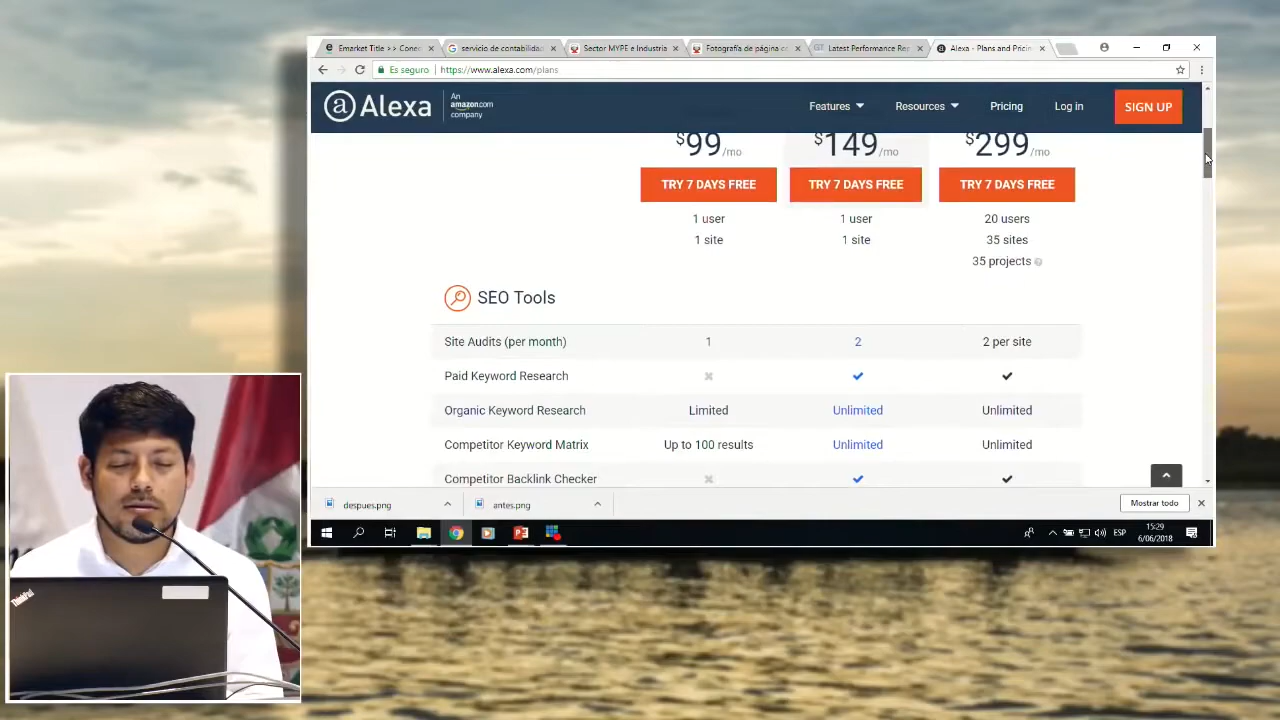 Emarket Title >> Cone
servicio de contabilidad
Sector MYPE e Industria
Fotografía de página c
Latest Performance Re
Alexa - Plans and Pricin
Es seguro
https://www.alexa.com/plans
Alexa
An
amazon.com
company
Features
Resources
Pricing
Log in
SIGN UP
$99/mo
$149/mo
$299/mo
TRY 7 DAYS FREE
TRY 7 DAYS FREE
TRY 7 DAYS FREE
1 user
1 user
20 users
1 site
1 site
35 sites
35 projects
SEO Tools
Site Audits (per month) 1 2 2 per site
Paid Keyword Research
Organic Keyword Research Limited Unlimited Unlimited
Competitor Keyword Matrix Up to 100 results Unlimited Unlimited
Competitor Backlink Checker
despues.png
antes.png
Mostrar todo
ESP
15:29
6/06/2018
ThinkPad